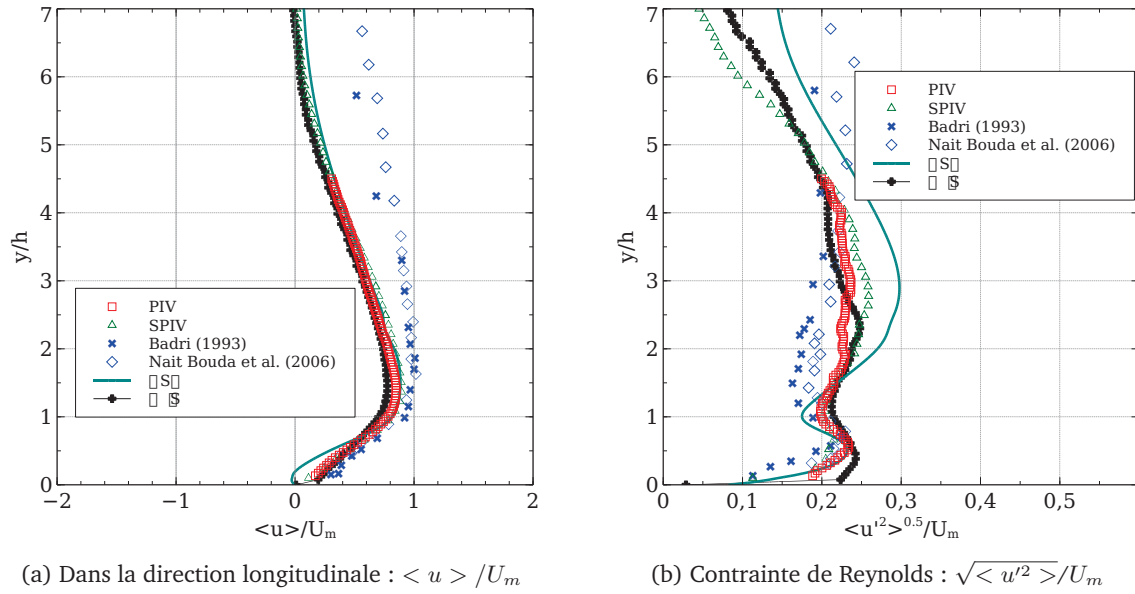 7
6
5
4
3
2
1
0
y/h
−2
−1
0
1
2
<u>/Uₘ
PIV
SPIV
Badri (1993)
Nait Bouda et al. (2006)
S
S
(a) Dans la direction longitudinale : < u > /Uₘ
7
6
5
4
3
2
1
0
y/h
0
0,1
0,2
0,3
0,4
0,5
<u'²>⁰·⁵/Uₘ
PIV
SPIV
Badri (1993)
Nait Bouda et al. (2006)
S
S
(b) Contrainte de Reynolds : √< u'² >/Uₘ